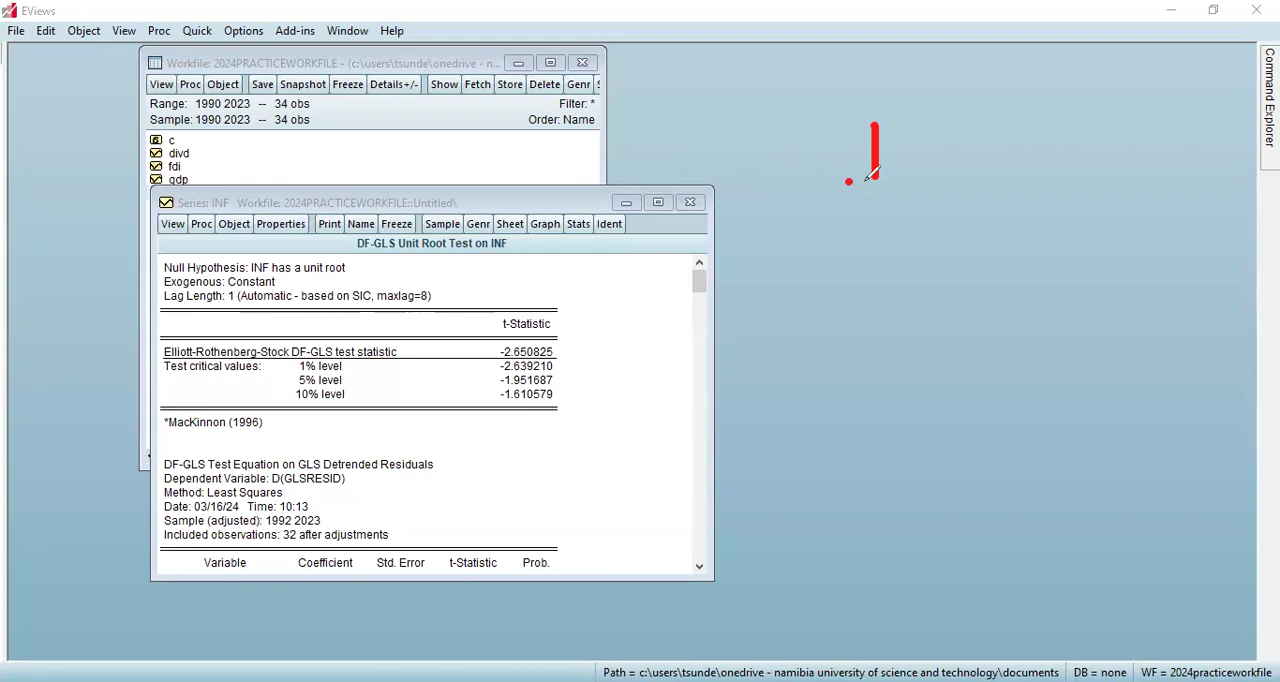 EViews
File Edit Object View Proc Quick Options Add-ins Window Help
Command Explorer
Workfile: 2024PRACTICEWORKFILE - (c:\users\tsunde\onedrive - n...
View Proc Object Save Snapshot Freeze Details+/- Show Fetch Store Delete Genr S
Range: 1990 2023 -- 34 obs Filter: *
Sample: 1990 2023 -- 34 obs Order: Name
c
divd
fdi
gdp
Series: INF Workfile: 2024PRACTICEWORKFILE::Untitled\
View Proc Object Properties Print Name Freeze Sample Genr Sheet Graph Stats Ident
DF-GLS Unit Root Test on INF
Null Hypothesis: INF has a unit root
Exogenous: Constant
Lag Length: 1 (Automatic - based on SIC, maxlag=8)
t-Statistic
Elliott-Rothenberg-Stock DF-GLS test statistic -2.650825
Test critical values: 1% level -2.639210
5% level -1.951687
10% level -1.610579
*MacKinnon (1996)
DF-GLS Test Equation on GLS Detrended Residuals
Dependent Variable: D(GLSRESID)
Method: Least Squares
Date: 03/16/24 Time: 10:13
Sample (adjusted): 1992 2023
Included observations: 32 after adjustments
Variable Coefficient Std. Error t-Statistic Prob.
Path = c:\users\tsunde\onedrive - namibia university of science and technology\documents DB = none WF = 2024practiceworkfile